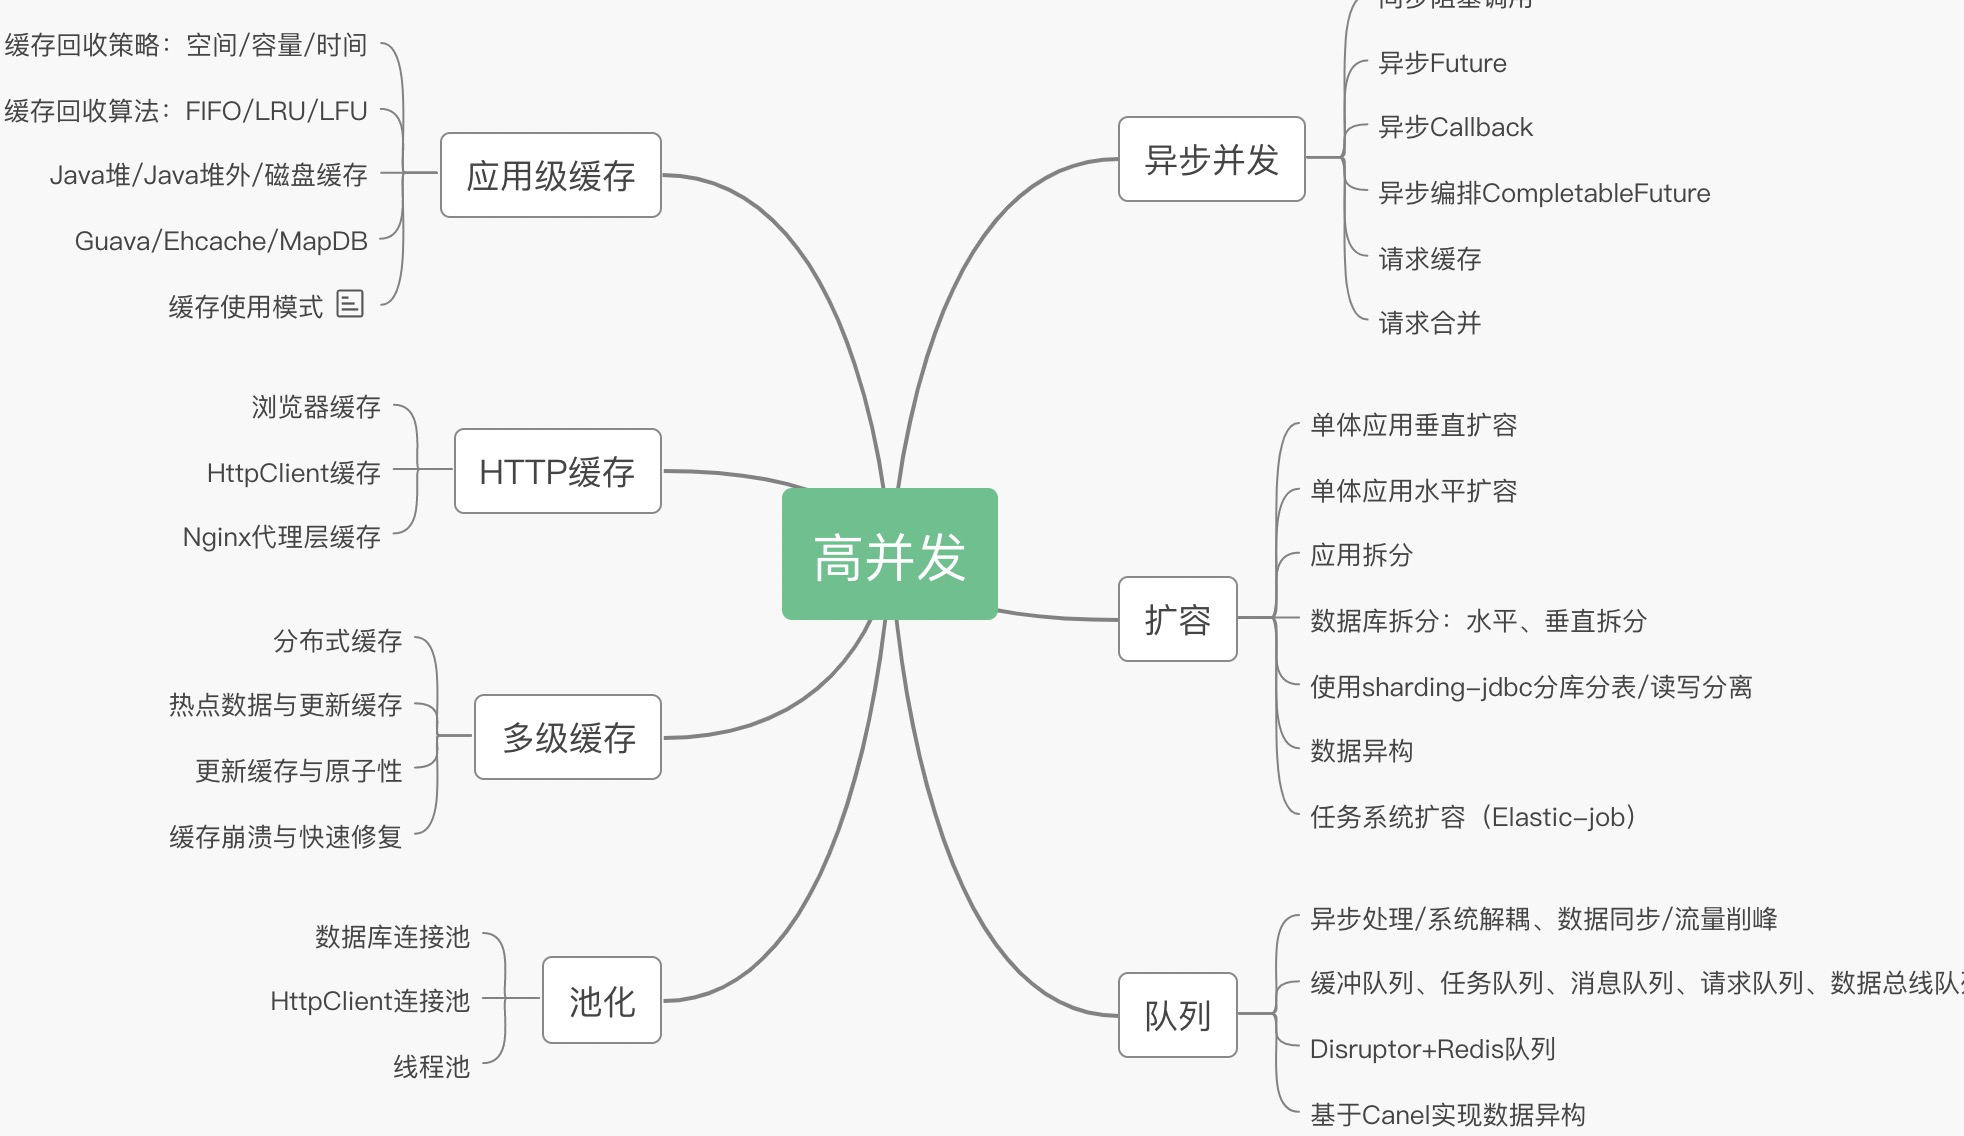 高并发
应用级缓存
缓存回收策略：空间/容量/时间
缓存回收算法：FIFO/LRU/LFU
Java堆/Java堆外/磁盘缓存
Guava/Ehcache/MapDB
缓存使用模式
HTTP缓存
浏览器缓存
HttpClient缓存
Nginx代理层缓存
多级缓存
分布式缓存
热点数据与更新缓存
更新缓存与原子性
缓存崩溃与快速修复
池化
数据库连接池
HttpClient连接池
线程池
异步并发
同步阻塞调用
异步Future
异步Callback
异步编排CompletableFuture
请求缓存
请求合并
扩容
单体应用垂直扩容
单体应用水平扩容
应用拆分
数据库拆分：水平、垂直拆分
使用sharding-jdbc分库分表/读写分离
数据异构
任务系统扩容（Elastic-job）
队列
异步处理/系统解耦、数据同步/流量削峰
缓冲队列、任务队列、消息队列、请求队列、数据总线队
Disruptor+Redis队列
基于Canel实现数据异构